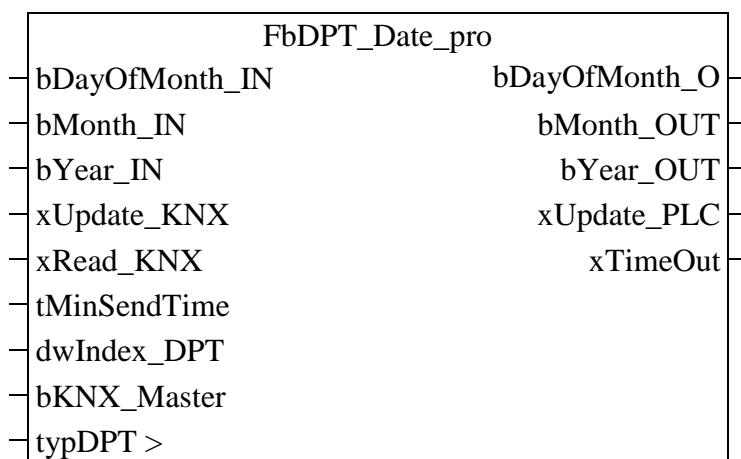 FbDPT_Date_pro
bDayOfMonth_IN bDayOfMonth_O
bMonth_IN bMonth_OUT
bYear_IN bYear_OUT
xUpdate_KNX xUpdate_PLC
xRead_KNX xTimeOut
tMinSendTime
dwIndex_DPT
bKNX_Master
typDPT >